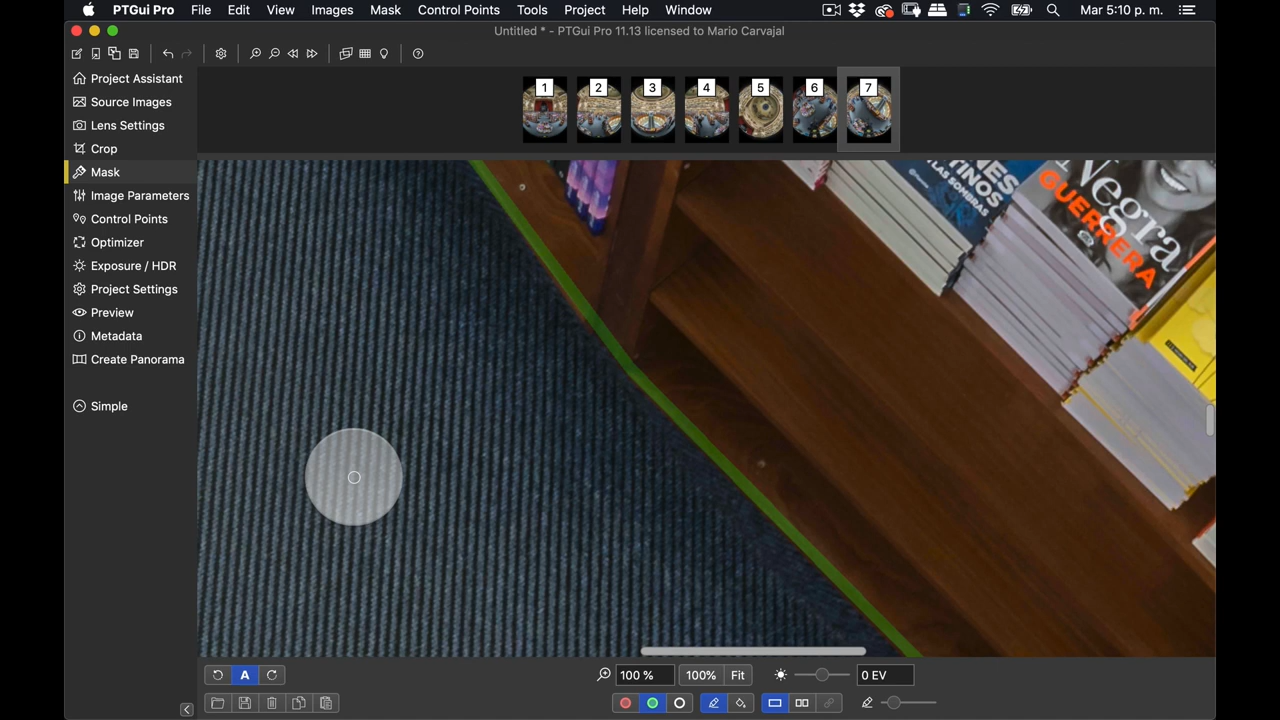 PTGui Pro File Edit View Images Mask Control Points Tools Project Help Window Mar 5:10 p. m.
Untitled * - PTGui Pro 11.13 licensed to Mario Carvajal
Project Assistant
Source Images
Lens Settings
Crop
Mask
Image Parameters
Control Points
Optimizer
Exposure / HDR
Project Settings
Preview
Metadata
Create Panorama
Simple
1 2 3 4 5 6 7
LAS SOMBRAS
Negra
GUERRERA
A
100 %
100%
Fit
0 EV